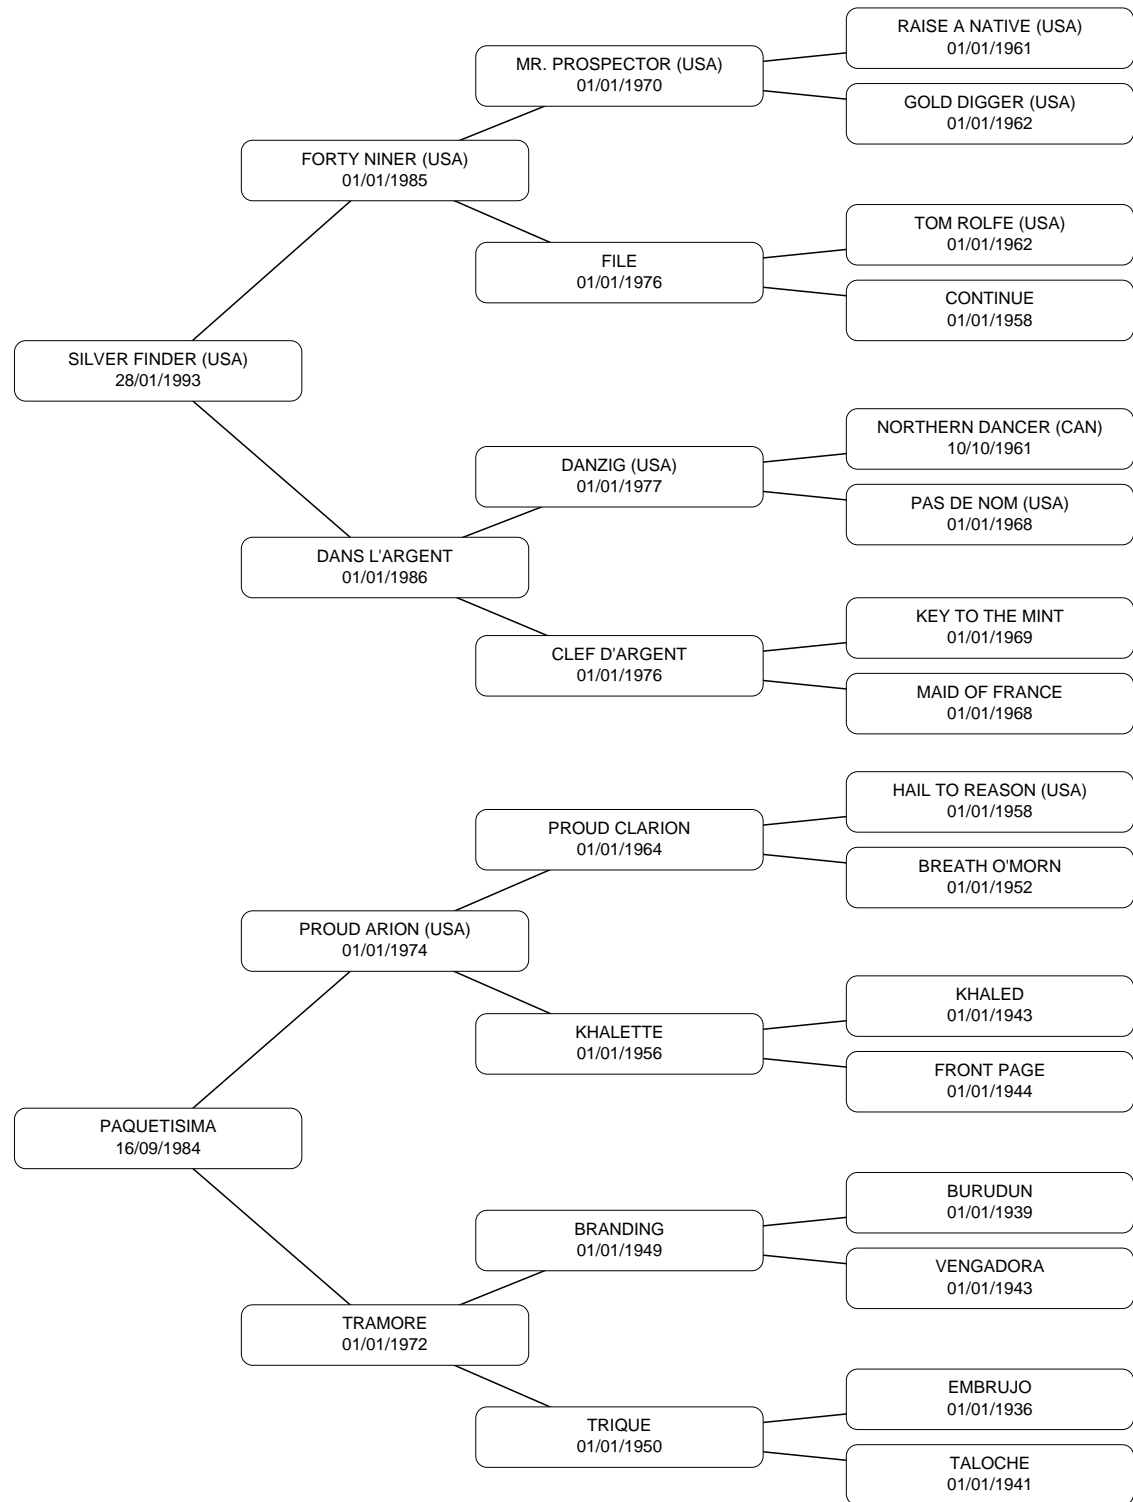 RAISE A NATIVE (USA)
01/01/1961
MR. PROSPECTOR (USA)
01/01/1970
GOLD DIGGER (USA)
01/01/1962
FORTY NINER (USA)
01/01/1985
TOM ROLFE (USA)
01/01/1962
FILE
01/01/1976
CONTINUE
01/01/1958
SILVER FINDER (USA)
28/01/1993
NORTHERN DANCER (CAN)
10/10/1961
DANZIG (USA)
01/01/1977
PAS DE NOM (USA)
01/01/1968
DANS L'ARGENT
01/01/1986
KEY TO THE MINT
01/01/1969
CLEF D'ARGENT
01/01/1976
MAID OF FRANCE
01/01/1968
HAIL TO REASON (USA)
01/01/1958
PROUD CLARION
01/01/1964
BREATH O'MORN
01/01/1952
PROUD ARION (USA)
01/01/1974
KHALED
01/01/1943
KHALETTE
01/01/1956
FRONT PAGE
01/01/1944
PAQUETISIMA
16/09/1984
BURUDUN
01/01/1939
BRANDING
01/01/1949
VENGADORA
01/01/1943
TRAMORE
01/01/1972
EMBRUJO
01/01/1936
TRIQUE
01/01/1950
TALOCHE
01/01/1941